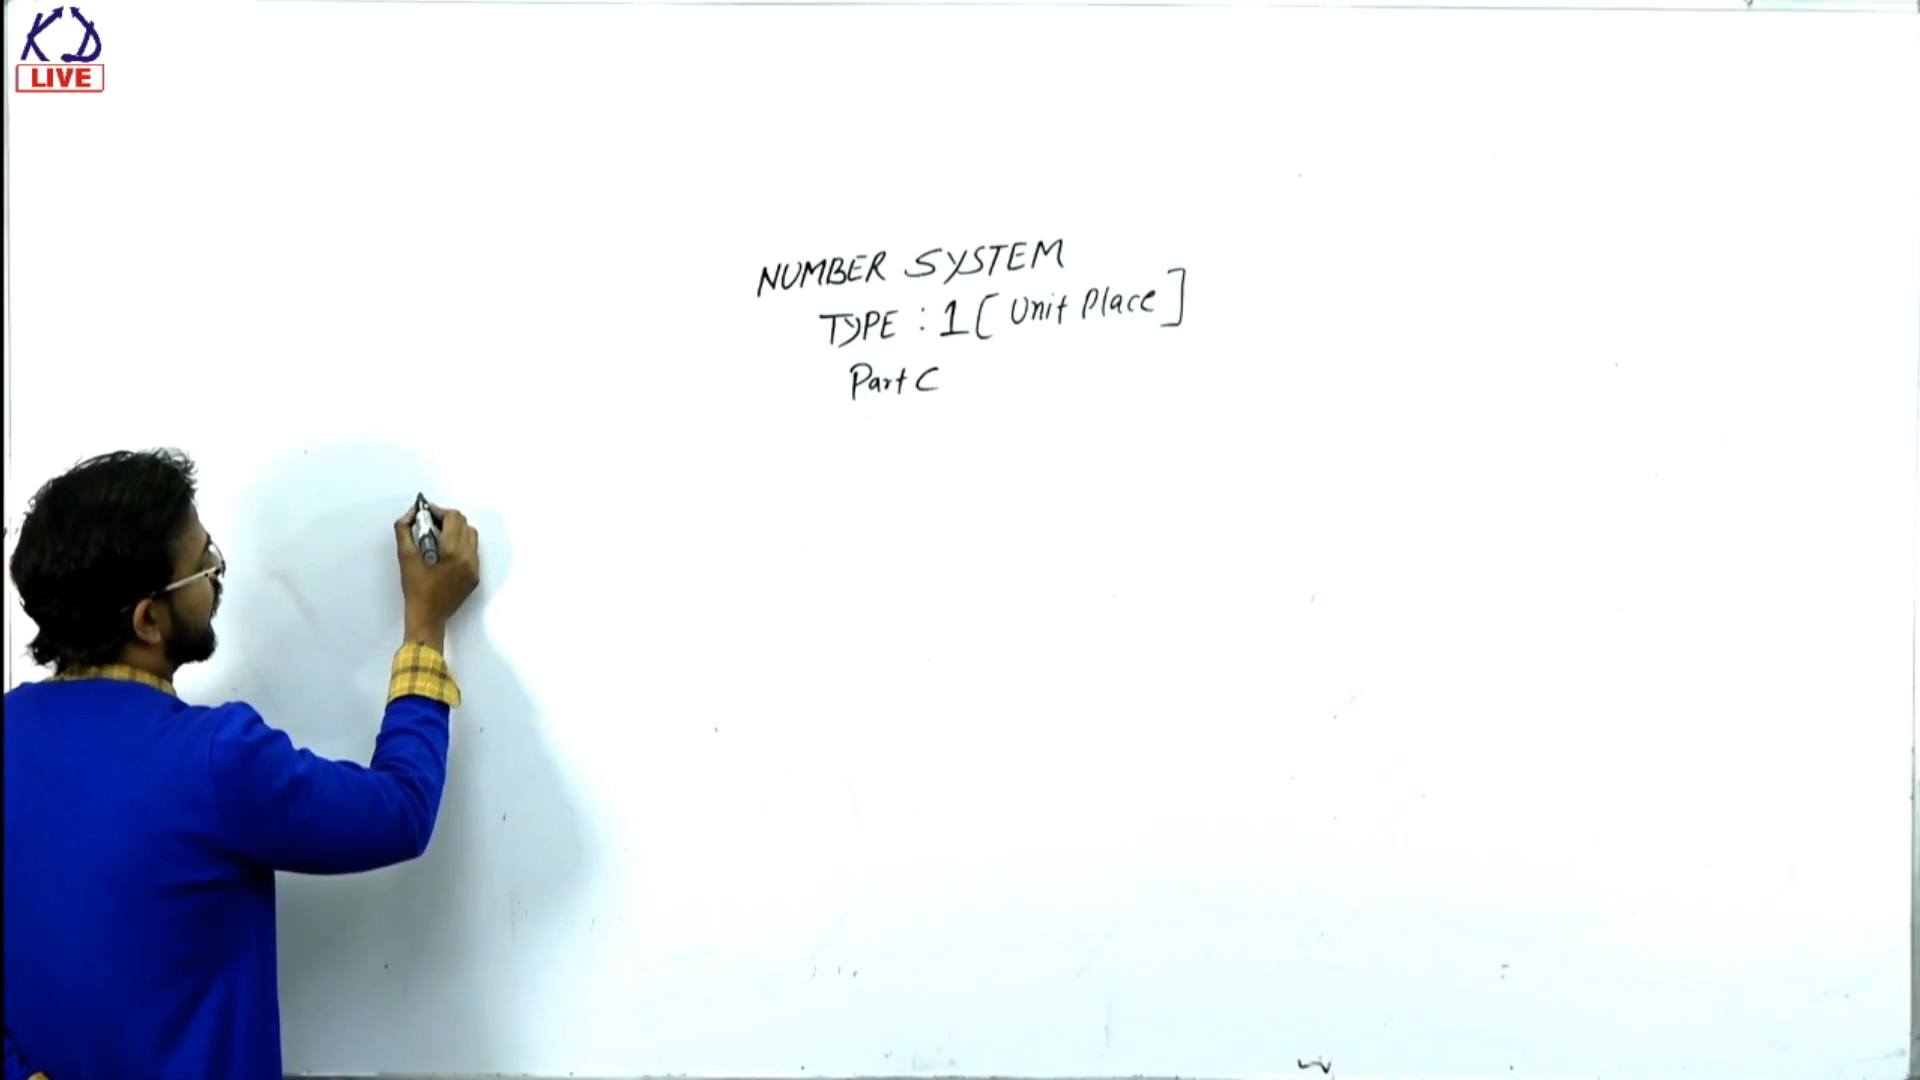 KD
LIVE
NUMBER SYSTEM
TYPE : 1 [Unit Place]
Part C